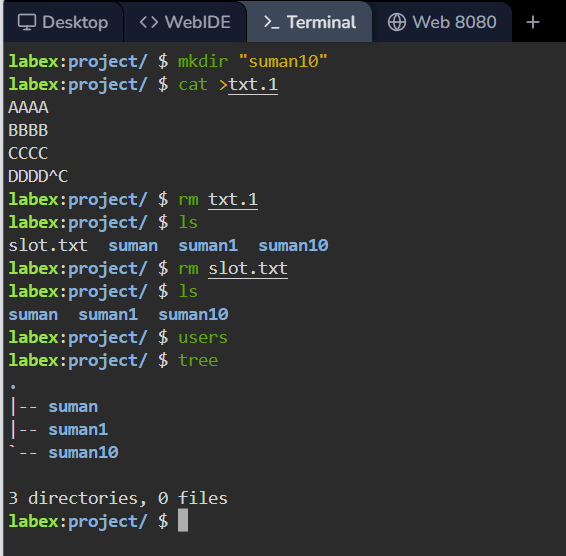 Desktop WebIDE Terminal Web 8080 +
labex:project/ $ mkdir "suman10"
labex:project/ $ cat >txt.1
AAAA
BBBB
CCCC
DDDD^C
labex:project/ $ rm txt.1
labex:project/ $ ls
slot.txt  suman  suman1  suman10
labex:project/ $ rm slot.txt
labex:project/ $ ls
suman  suman1  suman10
labex:project/ $ users
labex:project/ $ tree
.
|-- suman
|-- suman1
`-- suman10
3 directories, 0 files
labex:project/ $